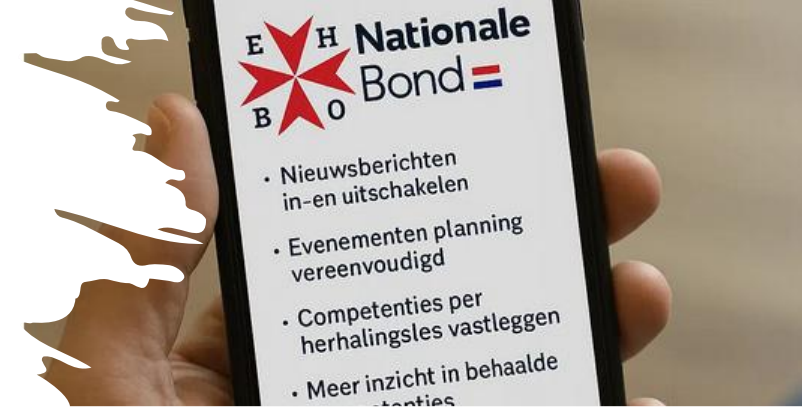 E H
B O
Nationale
Bond
• Nieuwsberichten
in-en uitschakelen
• Evenementen planning
vereenvoudigd
• Competenties per
herhalingsles vastleggen
• Meer inzicht in behaalde